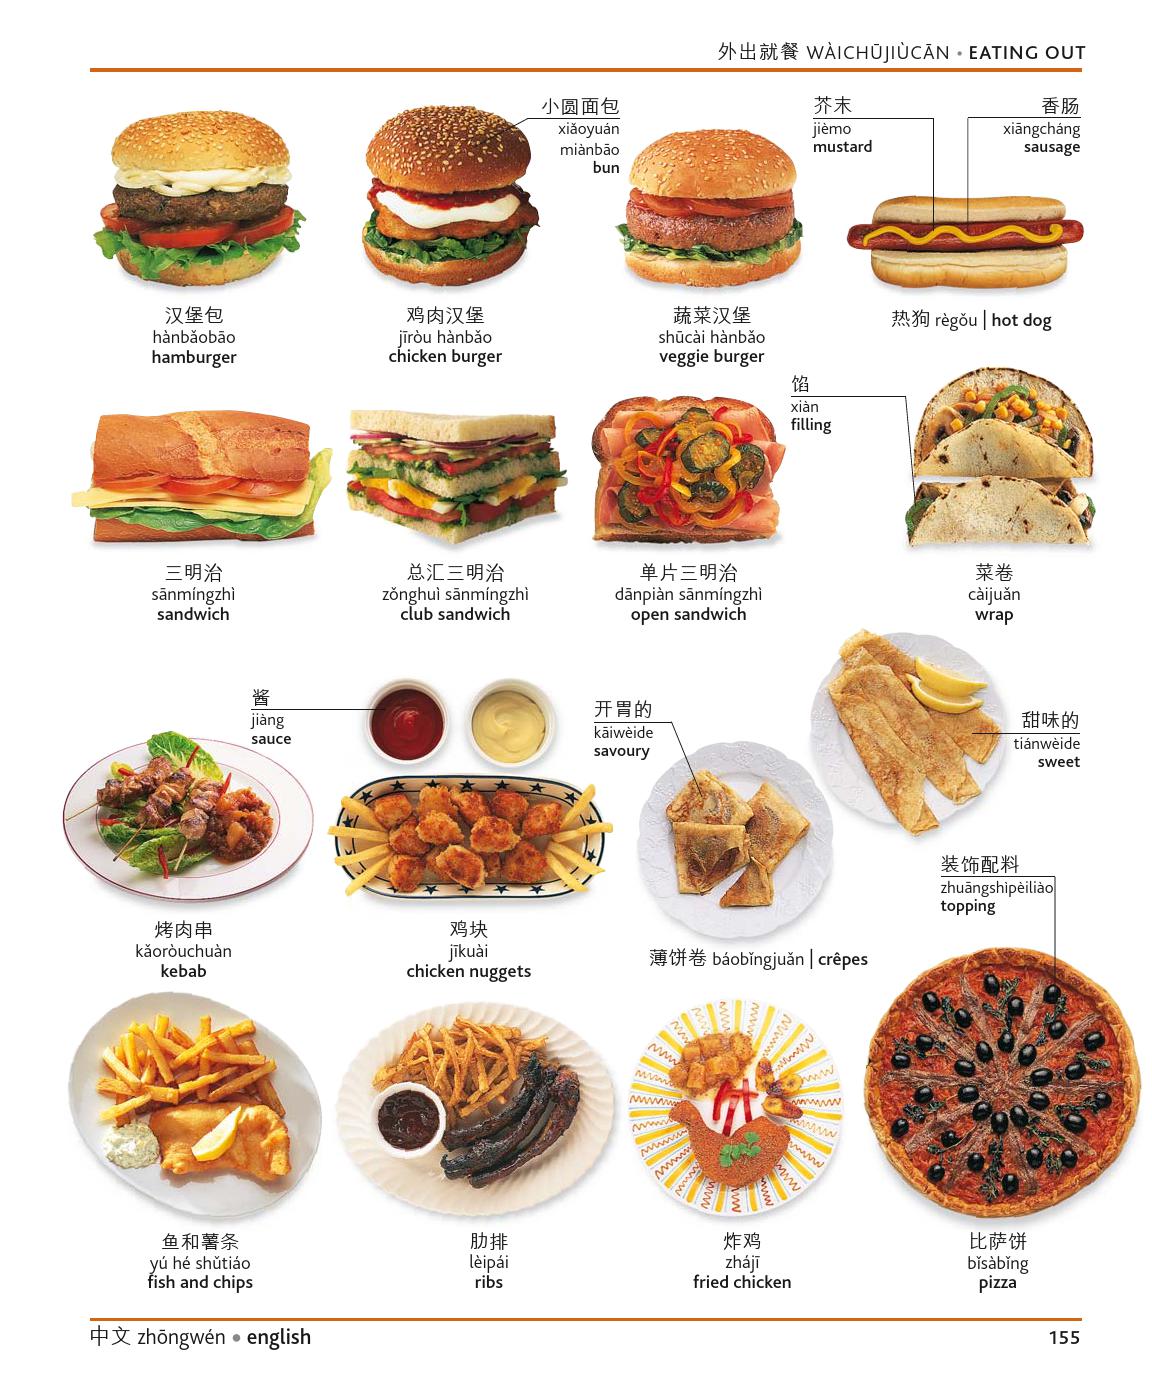 外出就餐 WÀICHŪJIÙCĀN • EATING OUT
小圆面包
xiǎoyuán
miànbāo
bun
芥末
jièmo
mustard
香肠
xiāngcháng
sausage
汉堡包
hànbǎobāo
hamburger
鸡肉汉堡
jīròu hànbǎo
chicken burger
蔬菜汉堡
shūcài hànbǎo
veggie burger
热狗 règǒu | hot dog
馅
xiàn
filling
三明治
sānmíngzhì
sandwich
总汇三明治
zǒnghuì sānmíngzhì
club sandwich
单片三明治
dānpiàn sānmíngzhì
open sandwich
菜卷
càijuǎn
wrap
酱
jiàng
sauce
开胃的
kāiwèide
savoury
甜味的
tiánwèide
sweet
烤肉串
kǎoròuchuàn
kebab
鸡块
jīkuài
chicken nuggets
薄饼卷 báobǐngjuǎn | crêpes
装饰配料
zhuāngshìpèiliào
topping
鱼和薯条
yú hé shǔtiáo
fish and chips
肋排
lèipái
ribs
炸鸡
zhájī
fried chicken
比萨饼
bǐsàbǐng
pizza
中文 zhōngwén • english
155